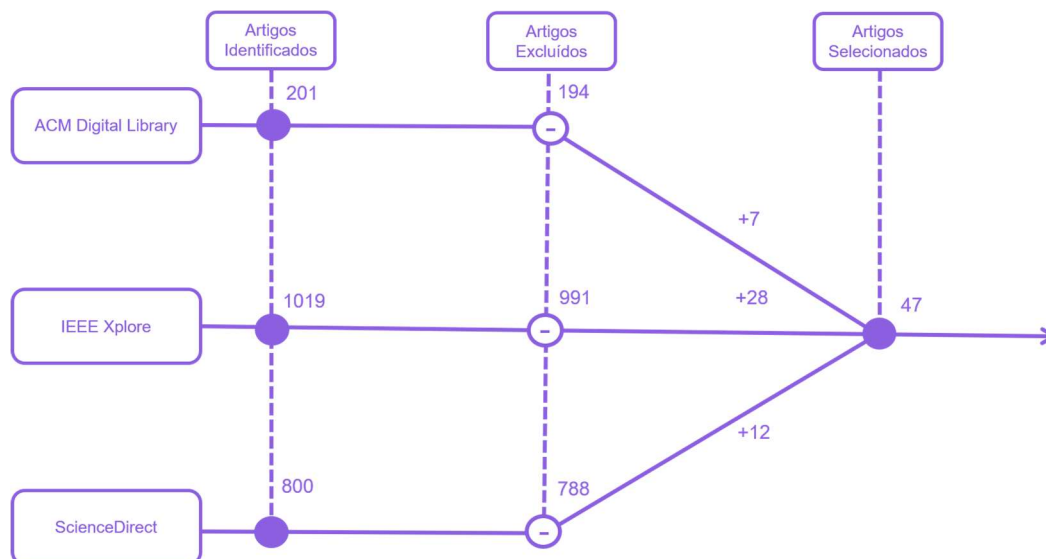 Artigos
Identificados
Artigos
Excluídos
Artigos
Selecionados
201
194
ACM Digital Library
-
+7
1019
991
+28
47
IEEE Xplore
-
+12
800
788
ScienceDirect
-